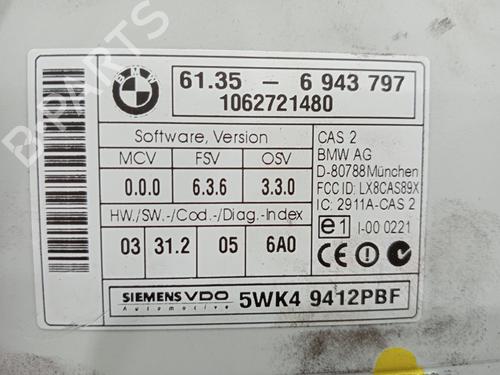 B-PARTS
BMW
61.35 - 6 943 797
1062721480
Software, Version
MCV FSV OSV
0.0.0 6.3.6 3.3.0
HW./SW.-/Cod.-/Diag.-Index
03 31.2 05 6A0
CAS 2
BMW AG
D-80788 München
FCC ID: LX8CAS89X
IC: 2911A-CAS 2
e1 I-00 0221
CE
SIEMENS VDO 5WK4 9412PBF
Automotive